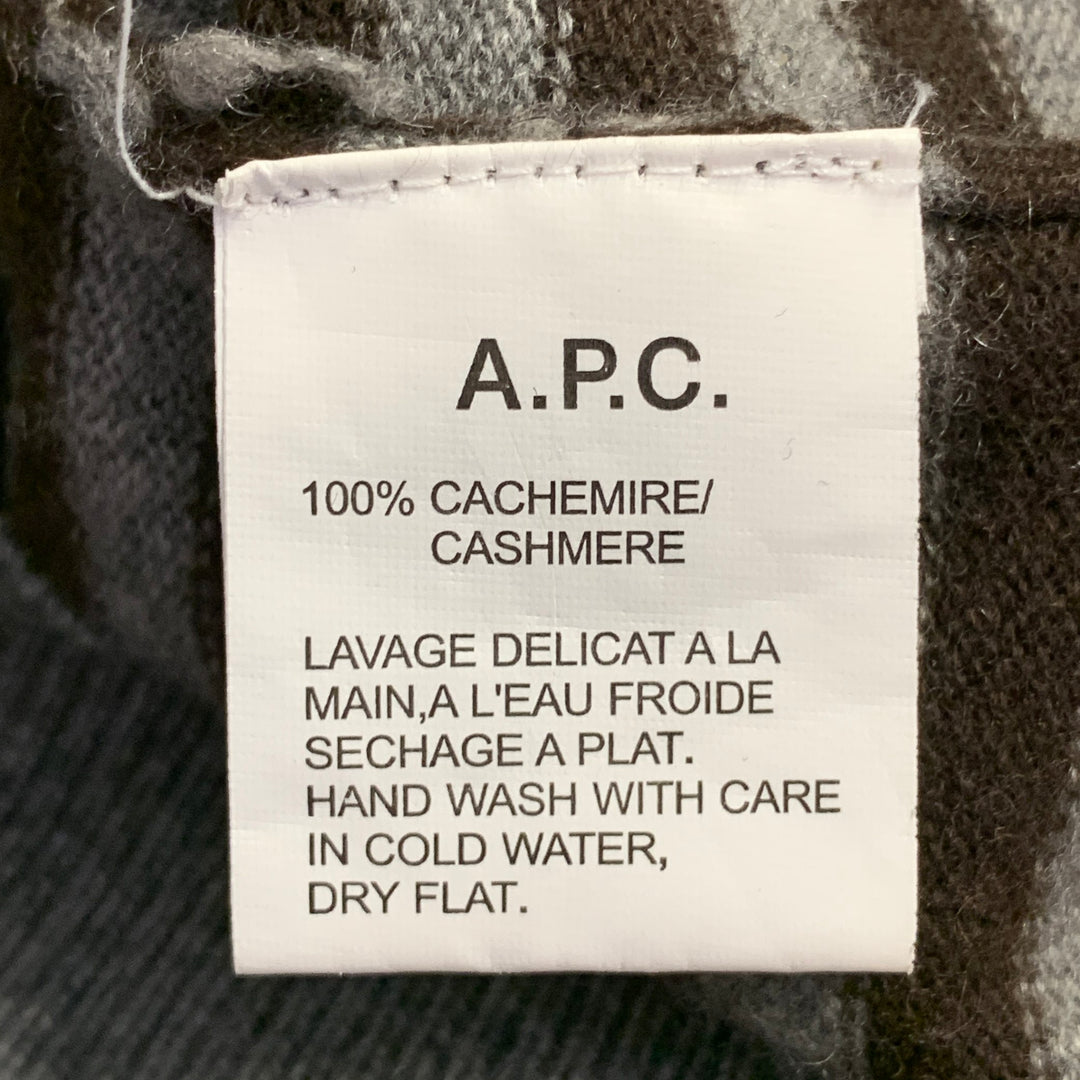 A.P.C.
100% CACHEMIRE/
CASHMERE
LAVAGE DELICAT A LA
MAIN,A L'EAU FROIDE
SECHAGE A PLAT.
HAND WASH WITH CARE
IN COLD WATER,
DRY FLAT.